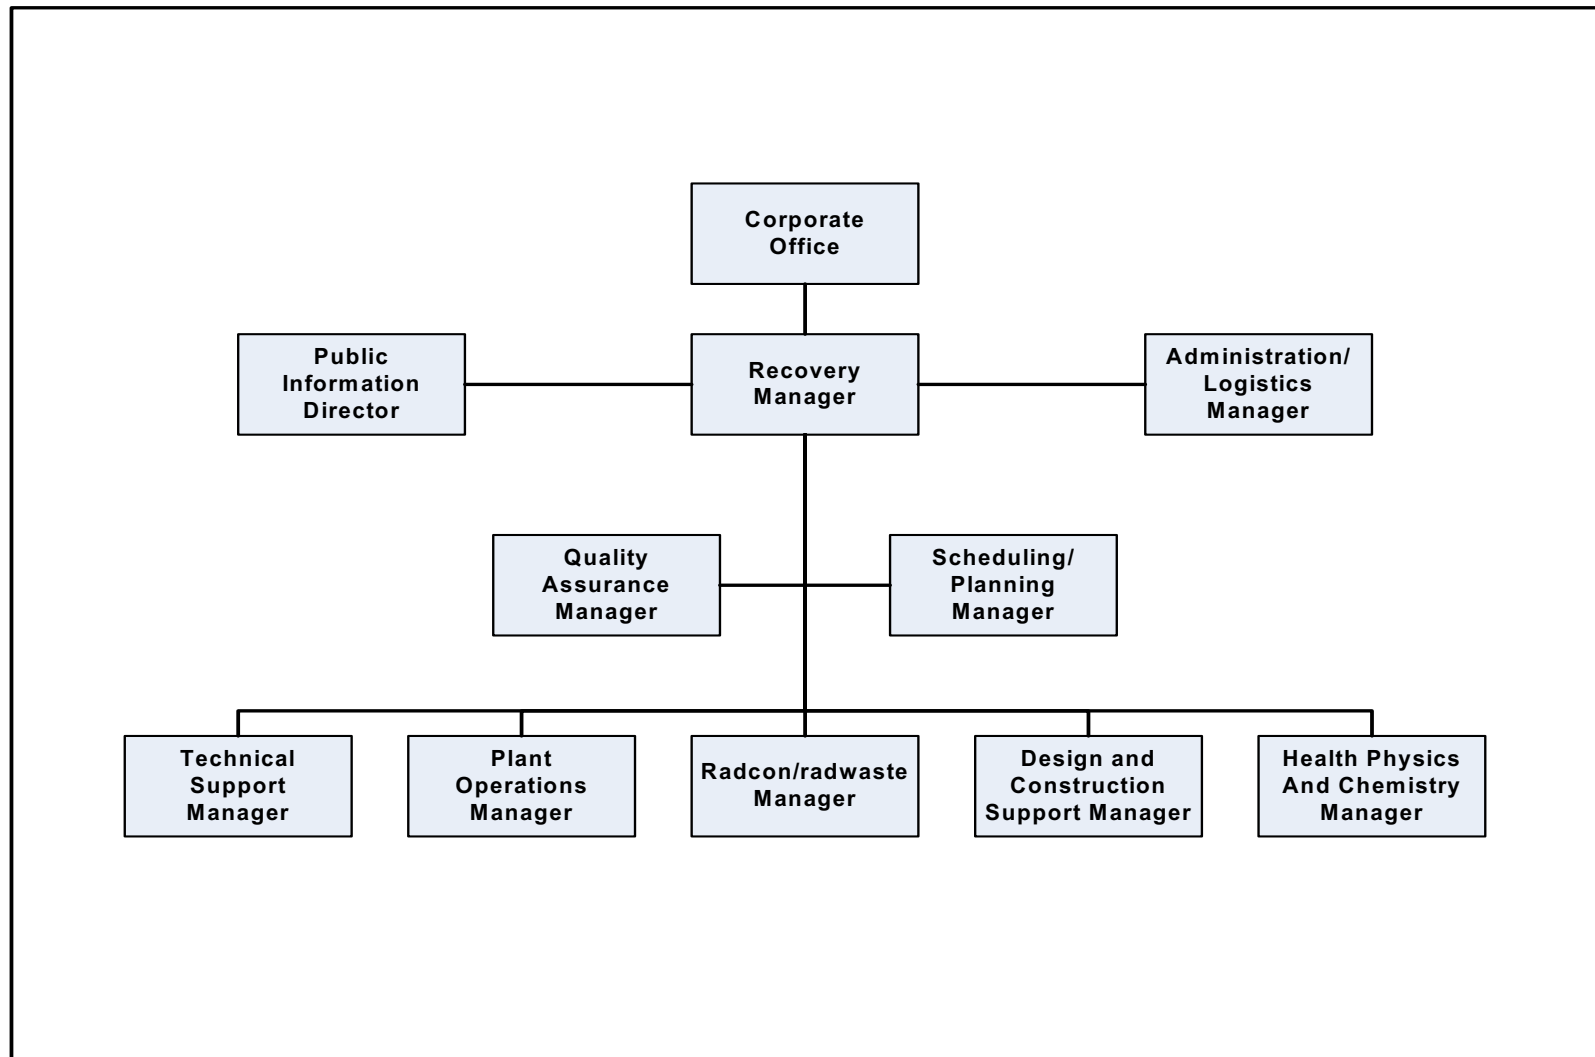 Corporate
Office
Public
Information
Director
Recovery
Manager
Administration/
Logistics
Manager
Quality
Assurance
Manager
Scheduling/
Planning
Manager
Technical
Support
Manager
Plant
Operations
Manager
Radcon/radwaste
Manager
Design and
Construction
Support Manager
Health Physics
And Chemistry
Manager